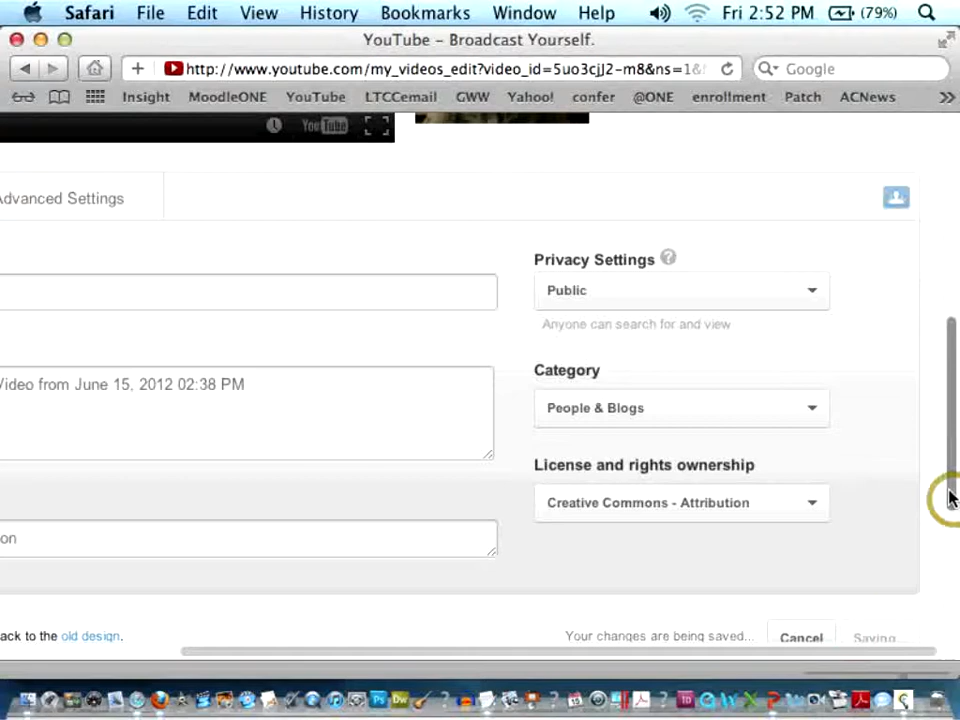 Safari File Edit View History Bookmarks Window Help Fri 2:52 PM (79%)
YouTube – Broadcast Yourself.
http://www.youtube.com/my_videos_edit?video_id=5uo3cjJ2-m8&ns=1& Google
Insight MoodleONE YouTube LTCCemail GWW Yahoo! confer @ONE enrollment Patch ACNews
YouTube
Advanced Settings
Privacy Settings ?
Public
Anyone can search for and view
Category
Video from June 15, 2012 02:38 PM
People & Blogs
License and rights ownership
Creative Commons - Attribution
on
ack to the old design.
Your changes are being saved... Cancel Saving...